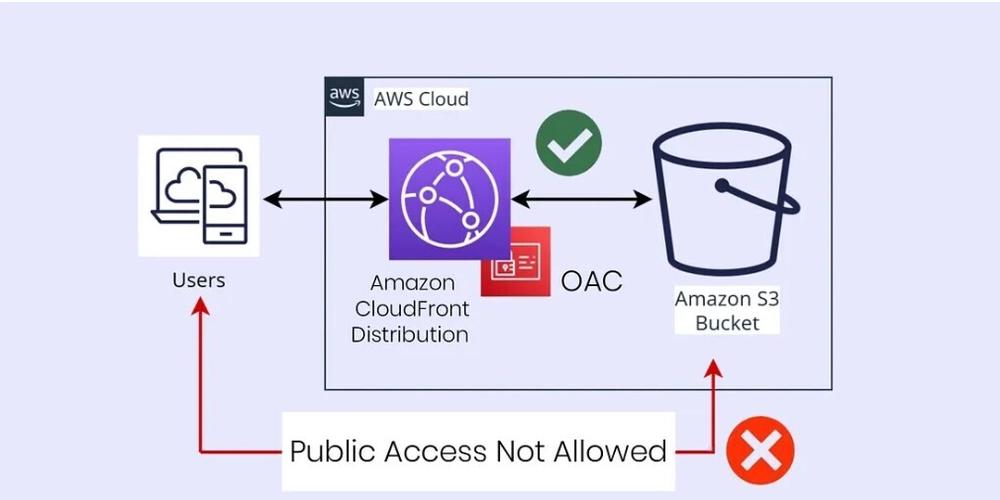 aws
AWS Cloud
Users
Amazon
CloudFront
Distribution
OAC
Amazon S3
Bucket
Public Access Not Allowed